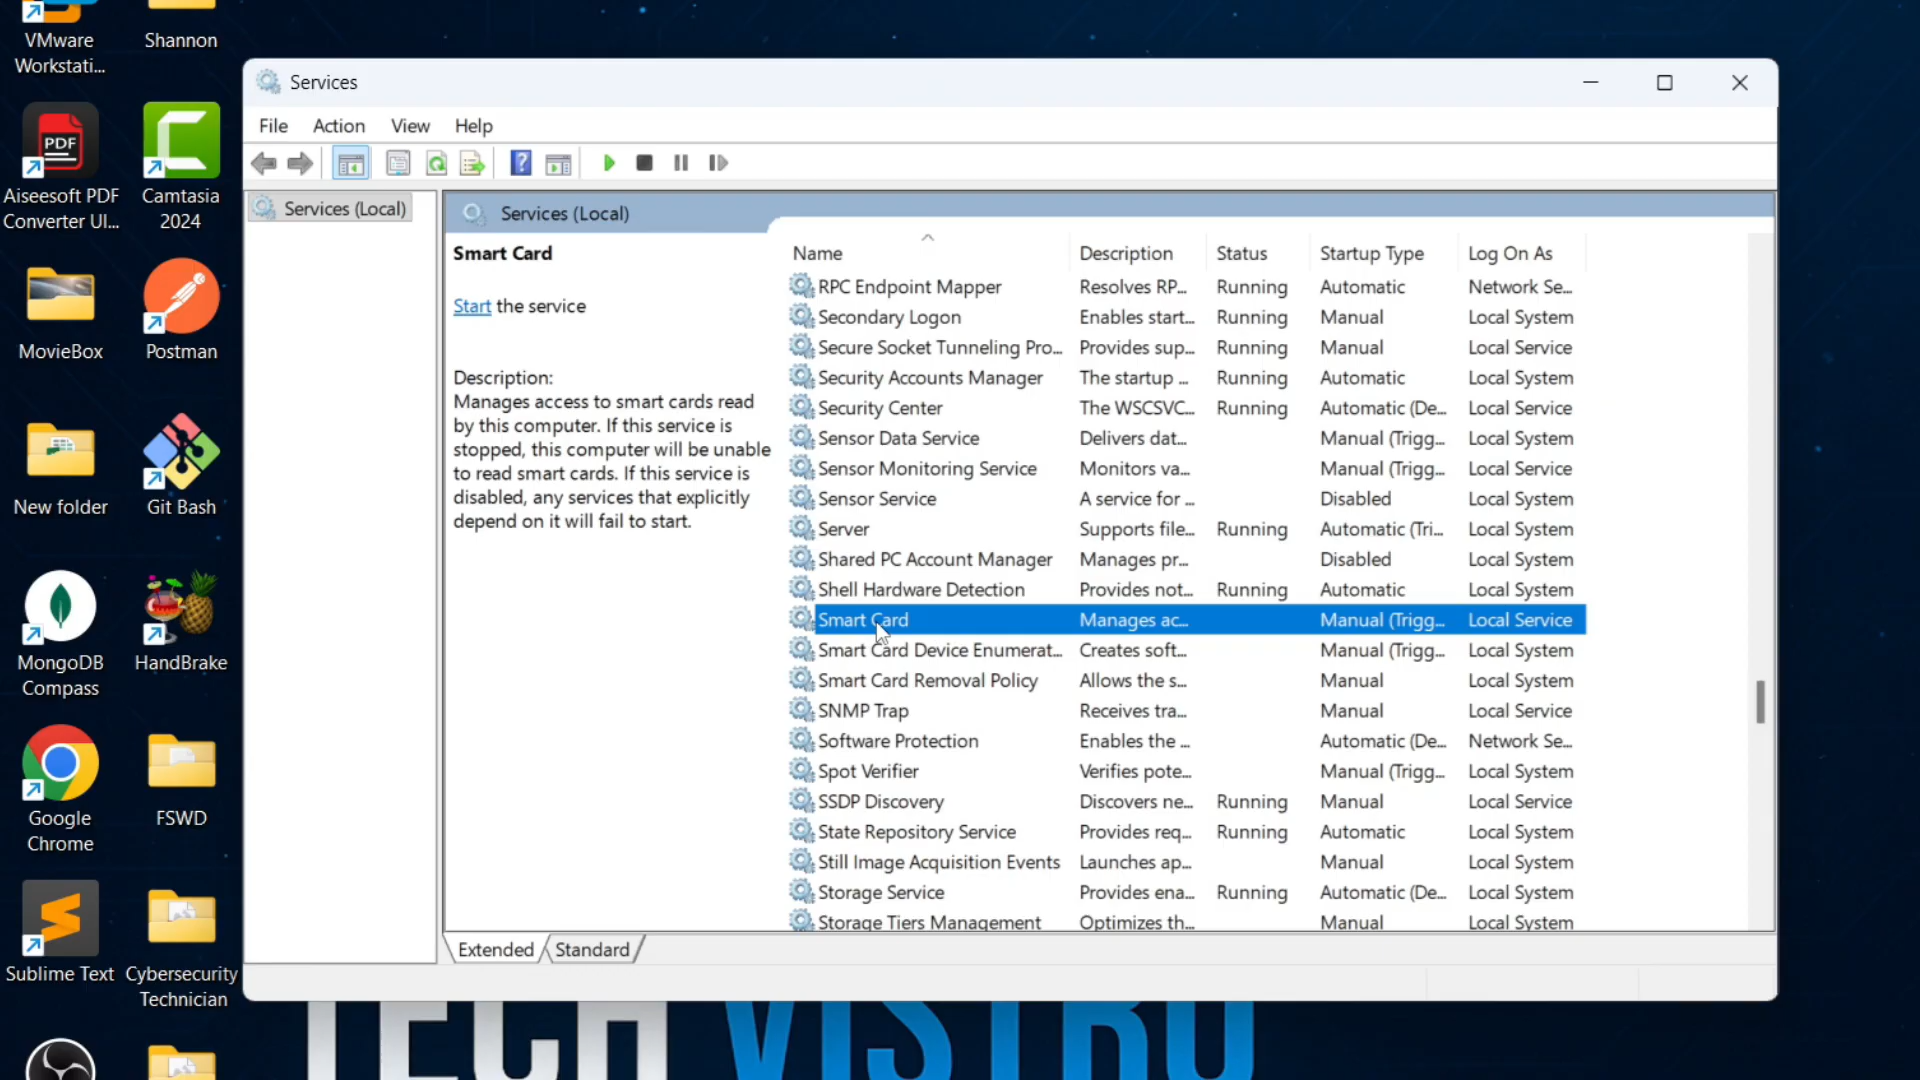 VMware
Workstati...
Shannon
Aiseesoft PDF
Converter UI...
Camtasia
2024
MovieBox
Postman
New folder
Git Bash
MongoDB
Compass
HandBrake
Google
Chrome
FSWD
Sublime Text
Cybersecurity
Technician
PDF
Services
File Action View Help
Services (Local)
Services (Local)
Smart Card
Start the service
Description:
Manages access to smart cards read
by this computer. If this service is
stopped, this computer will be unable
to read smart cards. If this service is
disabled, any services that explicitly
depend on it will fail to start.
Name Description Status Startup Type Log On As
RPC Endpoint Mapper Resolves RP... Running Automatic Network Se...
Secondary Logon Enables start... Running Manual Local System
Secure Socket Tunneling Pro... Provides sup... Running Manual Local Service
Security Accounts Manager The startup ... Running Automatic Local System
Security Center The WSCSVC... Running Automatic (De... Local Service
Sensor Data Service Delivers dat... Manual (Trigg... Local System
Sensor Monitoring Service Monitors va... Manual (Trigg... Local Service
Sensor Service A service for ... Disabled Local System
Server Supports file... Running Automatic (Tri... Local System
Shared PC Account Manager Manages pr... Disabled Local System
Shell Hardware Detection Provides not... Running Automatic Local System
Smart Card Manages ac... Manual (Trigg... Local Service
Smart Card Device Enumerat... Creates soft... Manual (Trigg... Local System
Smart Card Removal Policy Allows the s... Manual Local System
SNMP Trap Receives tra... Manual Local Service
Software Protection Enables the ... Automatic (De... Network Se...
Spot Verifier Verifies pote... Manual (Trigg... Local System
SSDP Discovery Discovers ne... Running Manual Local Service
State Repository Service Provides req... Running Automatic Local System
Still Image Acquisition Events Launches ap... Manual Local System
Storage Service Provides ena... Running Automatic (De... Local System
Storage Tiers Management Optimizes th... Manual Local System
Extended Standard
TECH VISTRO